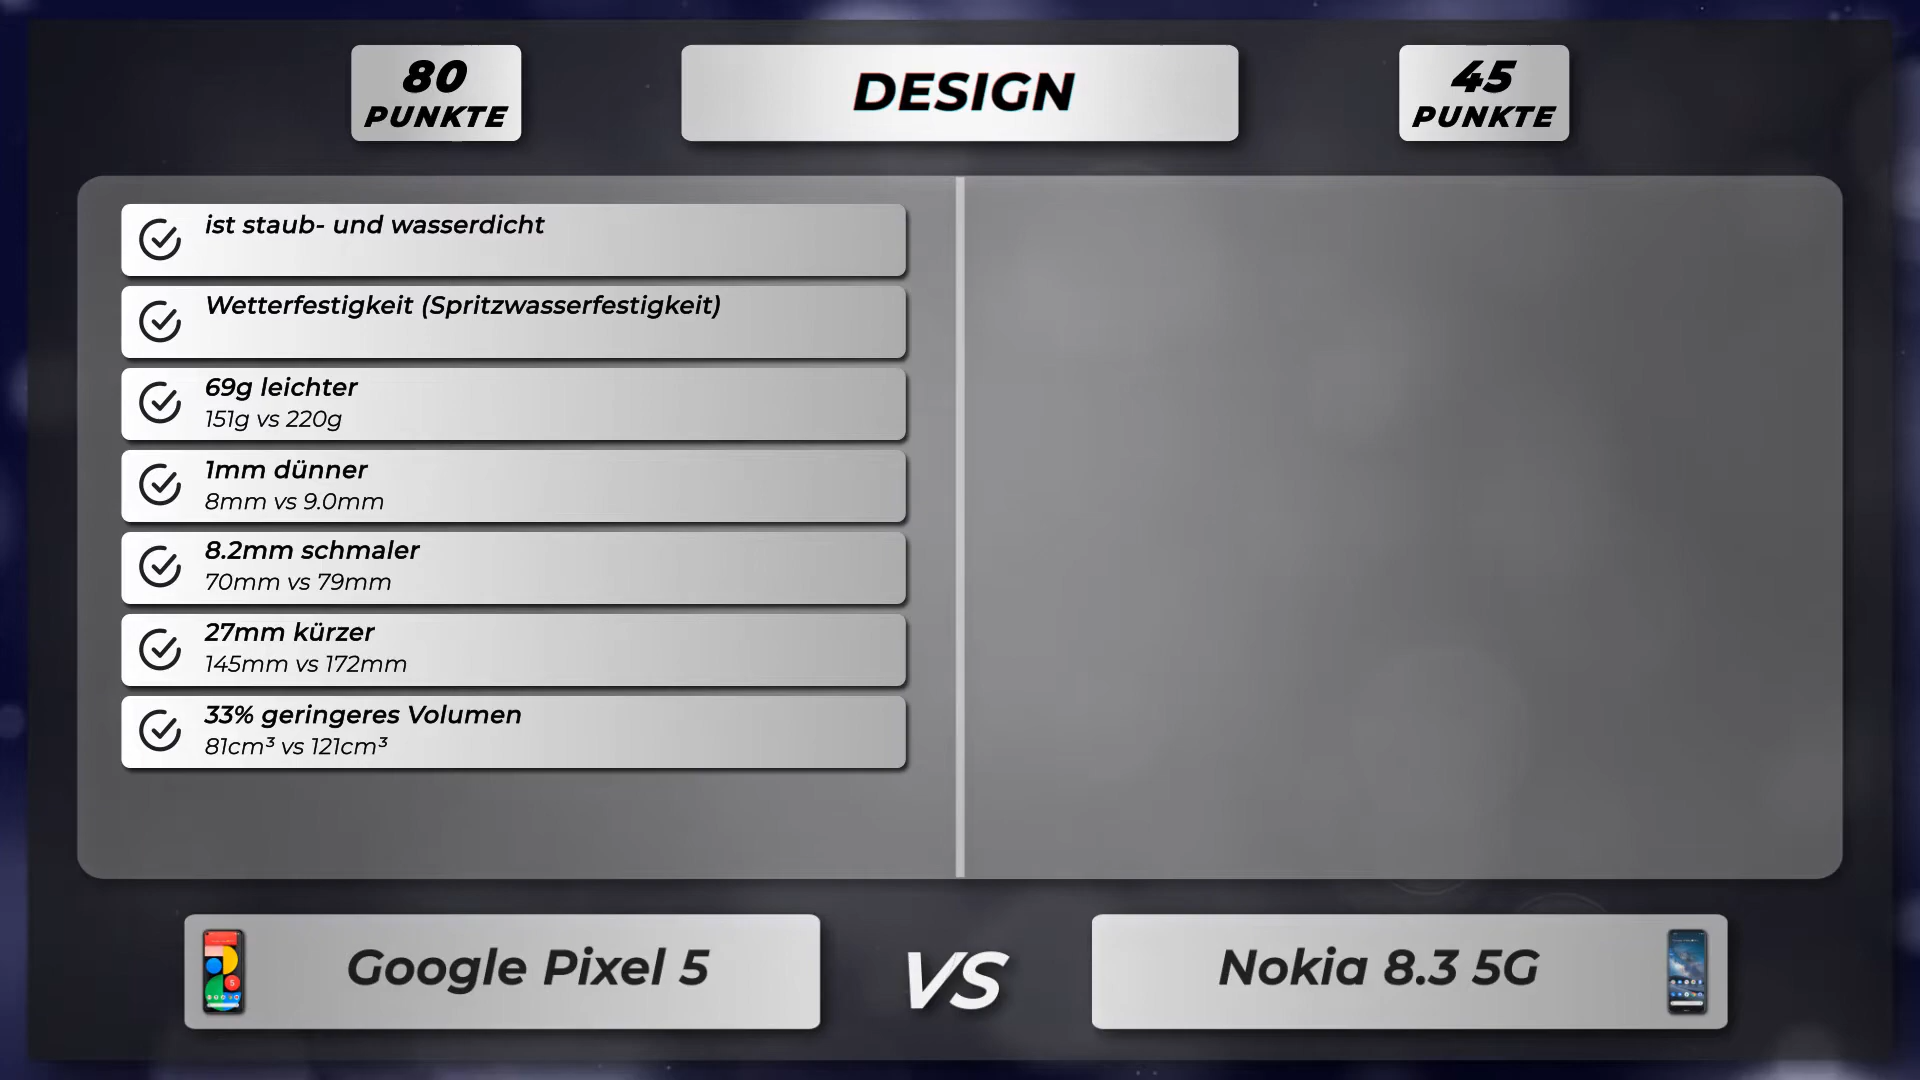 80
PUNKTE
DESIGN
45
PUNKTE
ist staub- und wasserdicht
Wetterfestigkeit (Spritzwasserfestigkeit)
69g leichter
151g vs 220g
1mm dünner
8mm vs 9.0mm
8.2mm schmaler
70mm vs 79mm
27mm kürzer
145mm vs 172mm
33% geringeres Volumen
81cm³ vs 121cm³
Google Pixel 5
VS
Nokia 8.3 5G